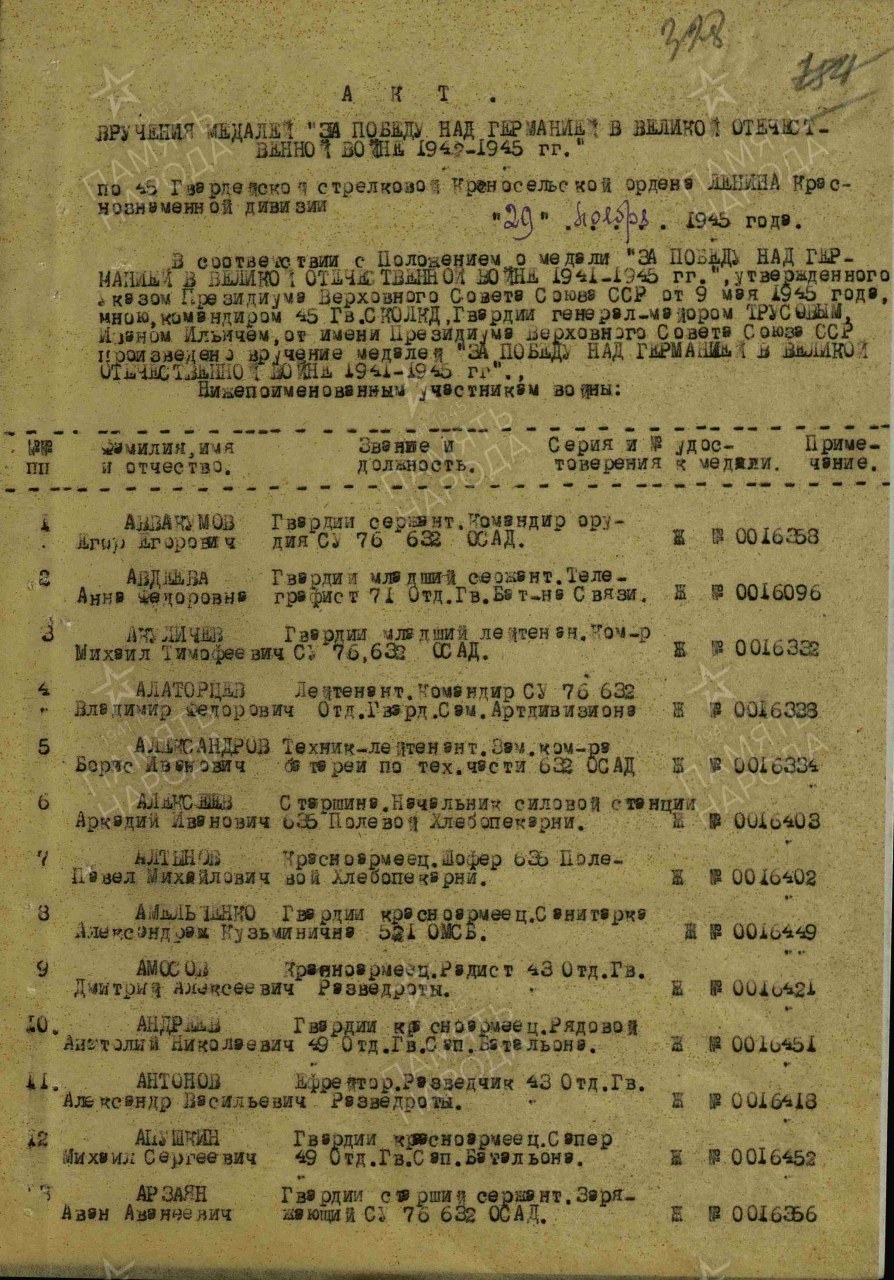 378
184
А К Т .
ВРУЧЕНИЯ МЕДАЛЕЙ "ЗА ПОБЕДУ НАД ГЕРМАНИЕЙ В ВЕЛИКОЙ ОТЕЧЕСТ-
ВЕННОЙ ВОЙНЕ 1941-1945 гг."
по 45 Гвардейской стрелковой Красносельской ордена ЛЕНИНА Крас-
нознаменной дивизии
"29" ноября. 1945 года.
В соответствии с Положением о медали "ЗА ПОБЕДУ НАД ГЕР-
МАНИЕЙ В ВЕЛИКОЙ ОТЕЧЕСТВЕННОЙ ВОЙНЕ 1941-1945 гг.", утвержденного
Указом Президиума Верховного Совета Союза ССР от 9 мая 1945 года,
мною, командиром 45 Гв.СКОЛКД, Гвардии генерал-майором ТРУСОВЫМ,
Иваном Ильичем, от имени Президиума Верховного Совета Союза ССР
произведено вручение медалей "ЗА ПОБЕДУ НАД ГЕРМАНИЕЙ В ВЕЛИКОЙ
ОТЕЧЕСТВЕННОЙ ВОЙНЕ 1941-1945 гг".,
Нижепоименованным участникам войны:
№№ Фамилия, имя Звание и Серия и № удос- Приме-
пп и отчество. должность. товерения к медали. чание.
1 АВВАКУМОВ Гвардии сержант. Командир ору-
Егор Егорович дия СУ 76 632 ОСАД. Ж № 0016353
2 АВДЕЕВА Гвардии младший сержант. Теле-
Анна Федоровна графист 71 Отд.Гв.Бат-на Связи. Ж № 0016096
3 АКУЛИЧЕВ Гвардии младший лейтенан. Ком-р
Михаил Тимофеевич СУ 76, 632 ОСАД. Ж № 0016332
4 АЛАТОРЦЕВ Лейтенант. Командир СУ 76 632
Владимир Федорович Отд.Гвард.Сам.Артдивизиона Ж № 0016333
5 АЛЕКСАНДРОВ Техник-лейтенант. Зам.ком-ра
Борис Иванович батареи по тех.части 632 ОСАД Ж № 0016334
6 АЛЕКСЕЕВ Старшина. Начальник силовой станции
Аркадий Иванович 635 Полевой Хлебопекарни. Ж № 0016403
7 АЛТЫНОВ Красноармеец. Шофер 635 Поле-
Павел Михайлович вой Хлебопекарни. Ж № 0016402
8 АМЕЛЬЧЕНКО Гвардии красноармеец. Санитарка
Александраж Кузьминична 521 ОМСБ. Ж № 0016449
9 АМОСОВ Красноармеец. Радист 43 Отд.Гв.
Дмитрий Алексеевич Разведроты. Ж № 0016421
10. АНДРЕЕВ Гвардии красноармеец. Рядовой
Анатолий Николаевич 49 Отд.Гв.Сап.Батальона. Ж № 0016451
11. АНТОНОВ Ефрейтор. Разведчик 43 Отд.Гв.
Александр Васильевич Разведроты. Ж № 0016413
12 АПУШКИН Гвардии красноармеец. Сапер
Михаил Сергеевич 49 Отд.Гв.Сап.Батальона. Ж № 0016452
13 АРЗАЯН Гвардии старший сержант. Заря-
Аван Аванеевич жающий СУ 76 632 ОСАД. Ж № 0016356
ПАМЯТЬ НАРОДА